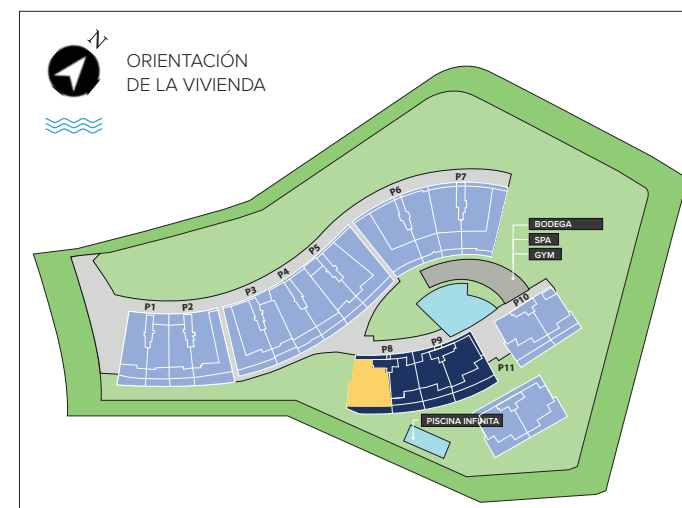 N
ORIENTACIÓN
DE LA VIVIENDA
P7
P6
BODEGA
SPA
P5
GYM
P4
P3
P10
P1 P2
P9
P8
P11
PISCINA INFINITA